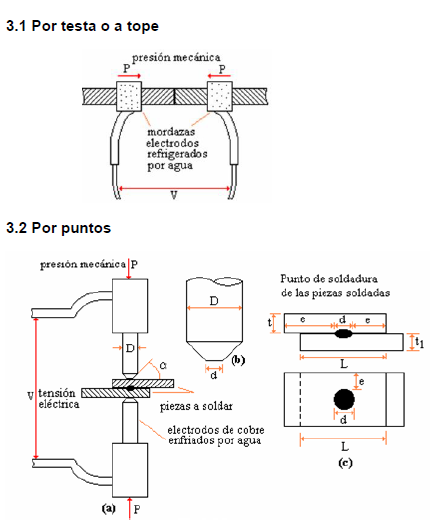 3.1 Por testa o a tope
presión mecánica
P
P
mordazas
electrodos
refrigerados
por agua
V
3.2 Por puntos
presión mecánica P
D
α
V tensión
eléctrica
piezas a soldar
electrodos de cobre
enfriados por agua
(a)
P
D
(b)
d
Punto de soldadura
de las piezas soldadas
t
e
d
e
t1
L
e
d
L
(c)